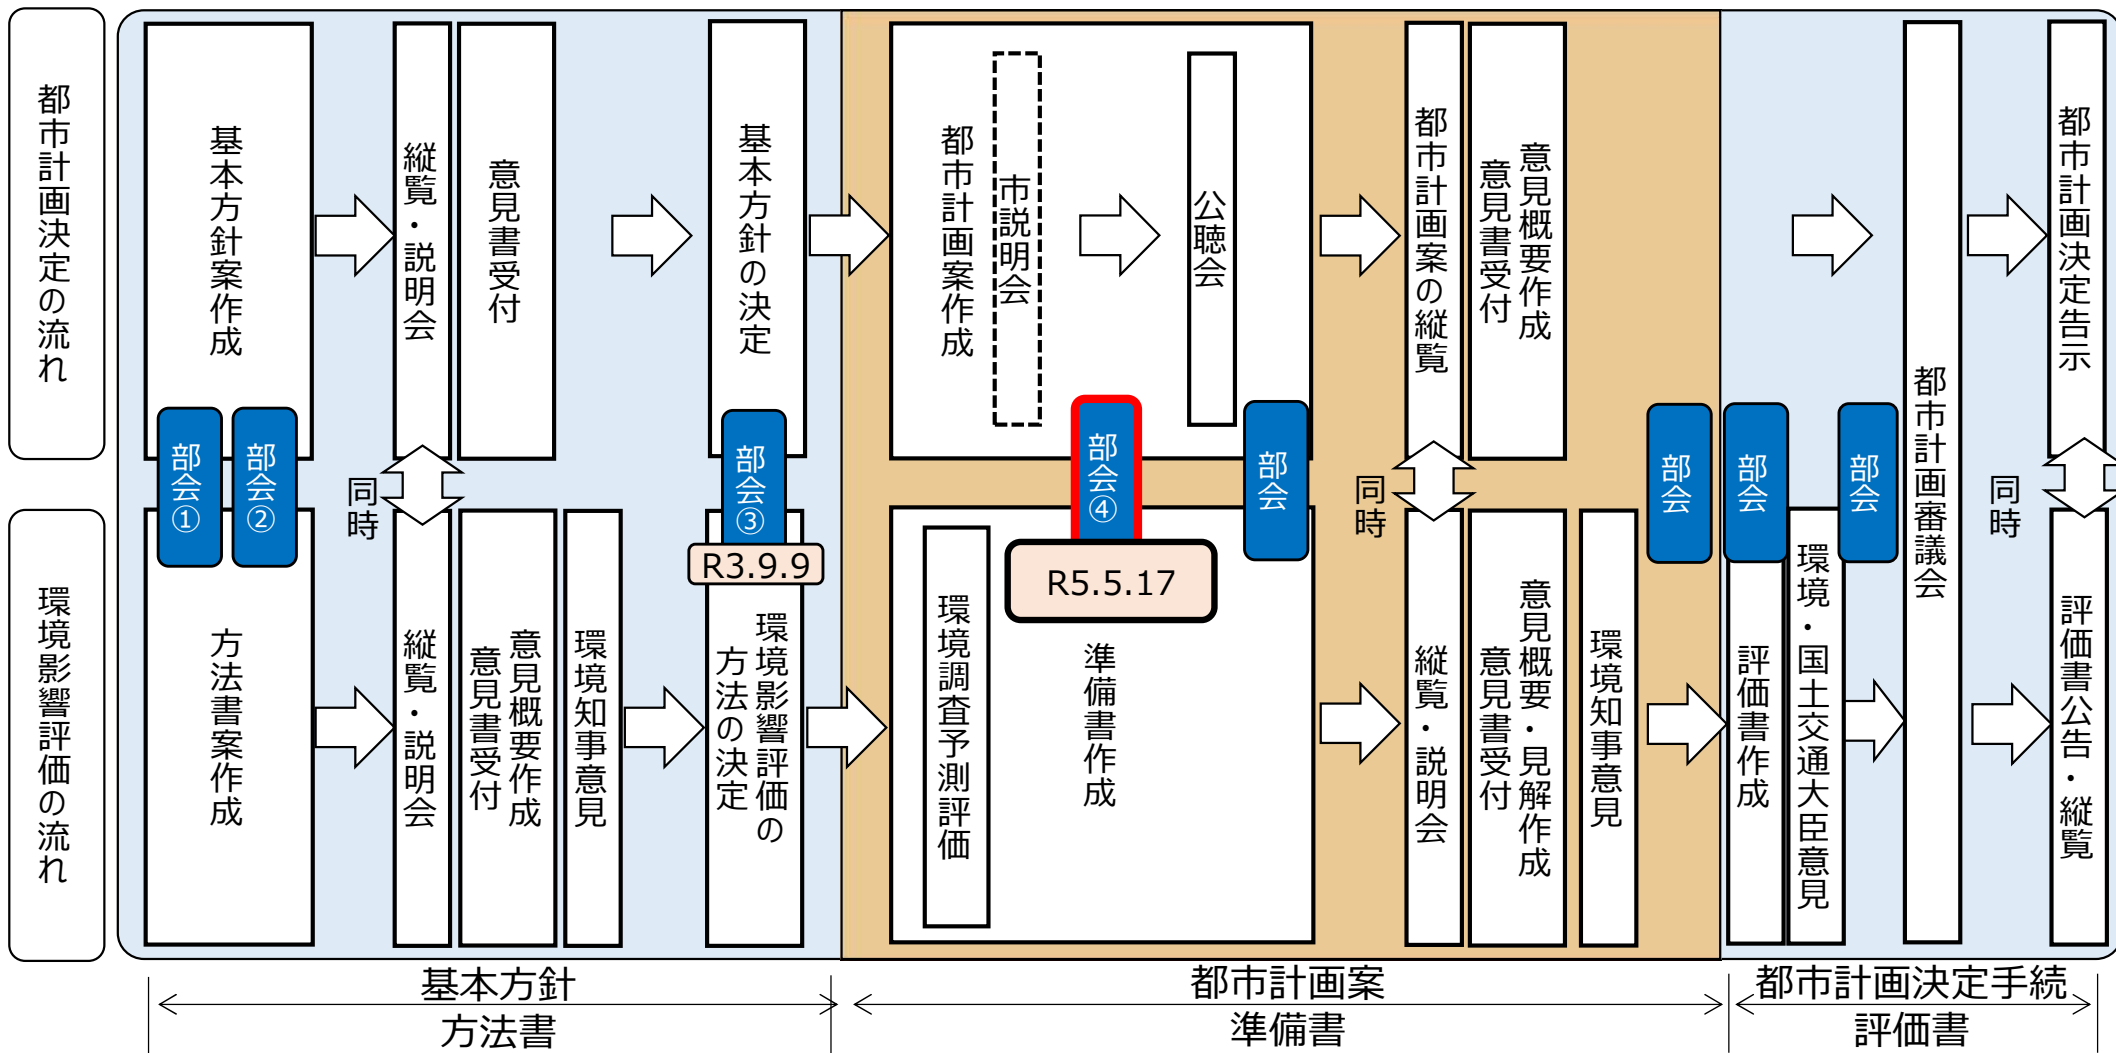 都市計画決定の流れ
基本方針案作成
縦覧・説明会
意見書受付
基本方針の決定
都市計画案作成
市説明会
公聴会
都市計画案の縦覧
意見概要作成
意見書受付
都市計画審議会
都市計画決定告示
部会①
部会②
同時
部会③
R3.9.9
部会④
R5.5.17
部会
同時
部会
部会
部会
同時
環境影響評価の流れ
方法書案作成
縦覧・説明会
意見概要作成
意見書受付
環境知事意見
環境影響評価の
方法の決定
環境調査予測評価
準備書作成
縦覧・説明会
意見概要・見解作成
意見書受付
環境知事意見
評価書作成
環境・国土交通大臣意見
評価書公告・縦覧
基本方針
方法書
都市計画案
準備書
都市計画決定手続
評価書